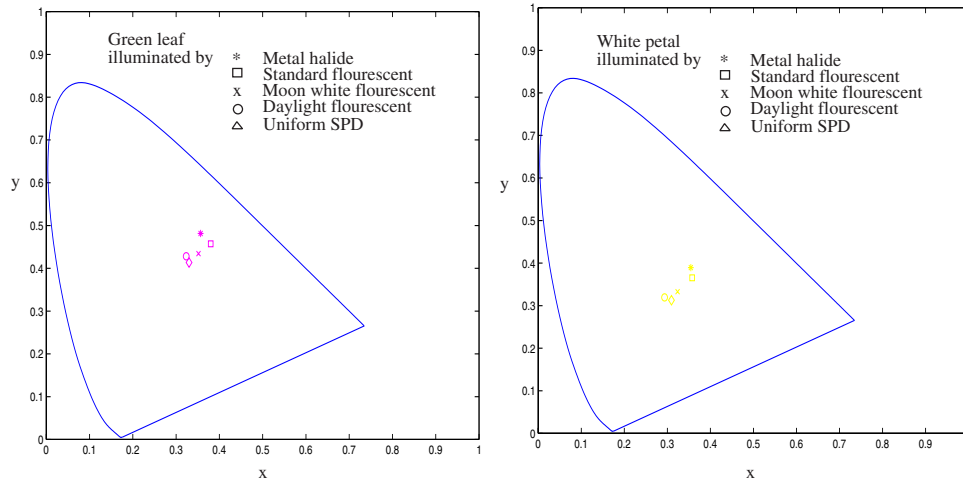 Green leaf
illuminated by
* Metal halide
Standard flourescent
x Moon white flourescent
Daylight flourescent
Uniform SPD
y
1
0.9
0.8
0.7
0.6
0.5
0.4
0.3
0.2
0.1
0
0 0.1 0.2 0.3 0.4 0.5 0.6 0.7 0.8 0.9 1
x
White petal
illuminated by
* Metal halide
Standard flourescent
x Moon white flourescent
Daylight flourescent
Uniform SPD
y
1
0.9
0.8
0.7
0.6
0.5
0.4
0.3
0.2
0.1
0
0 0.1 0.2 0.3 0.4 0.5 0.6 0.7 0.8 0.9
x